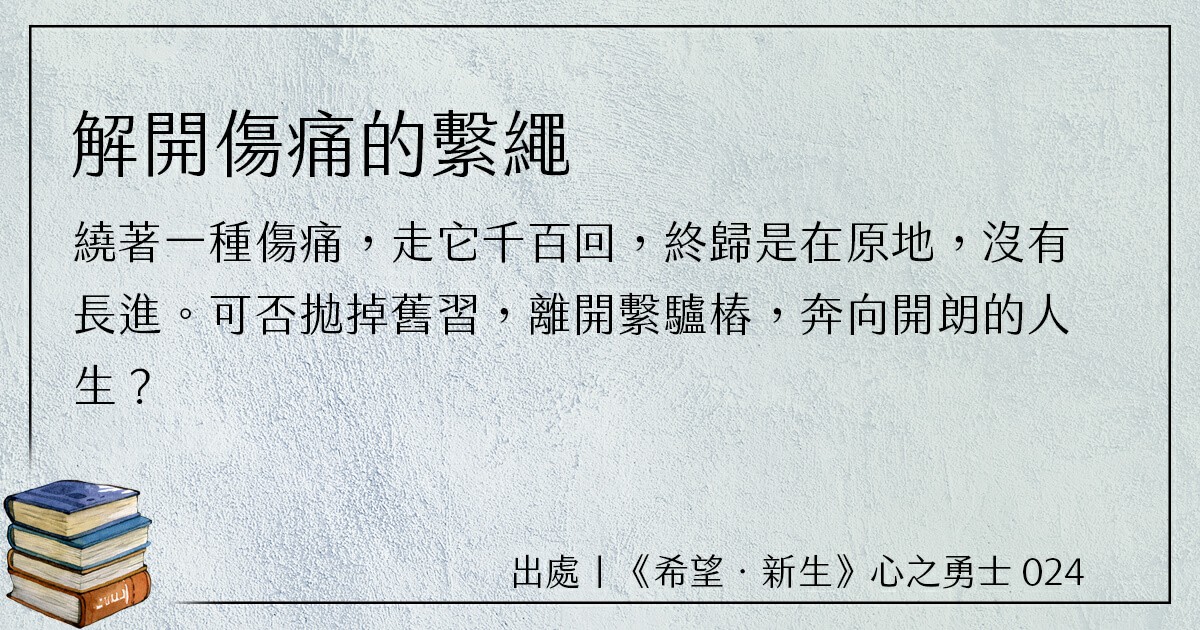 解開傷痛的繫繩
繞著一種傷痛，走它千百回，終歸是在原地，沒有
長進。可否拋掉舊習，離開繫驢樁，奔向開朗的人
生？
出處〡《希望．新生》心之勇士 024